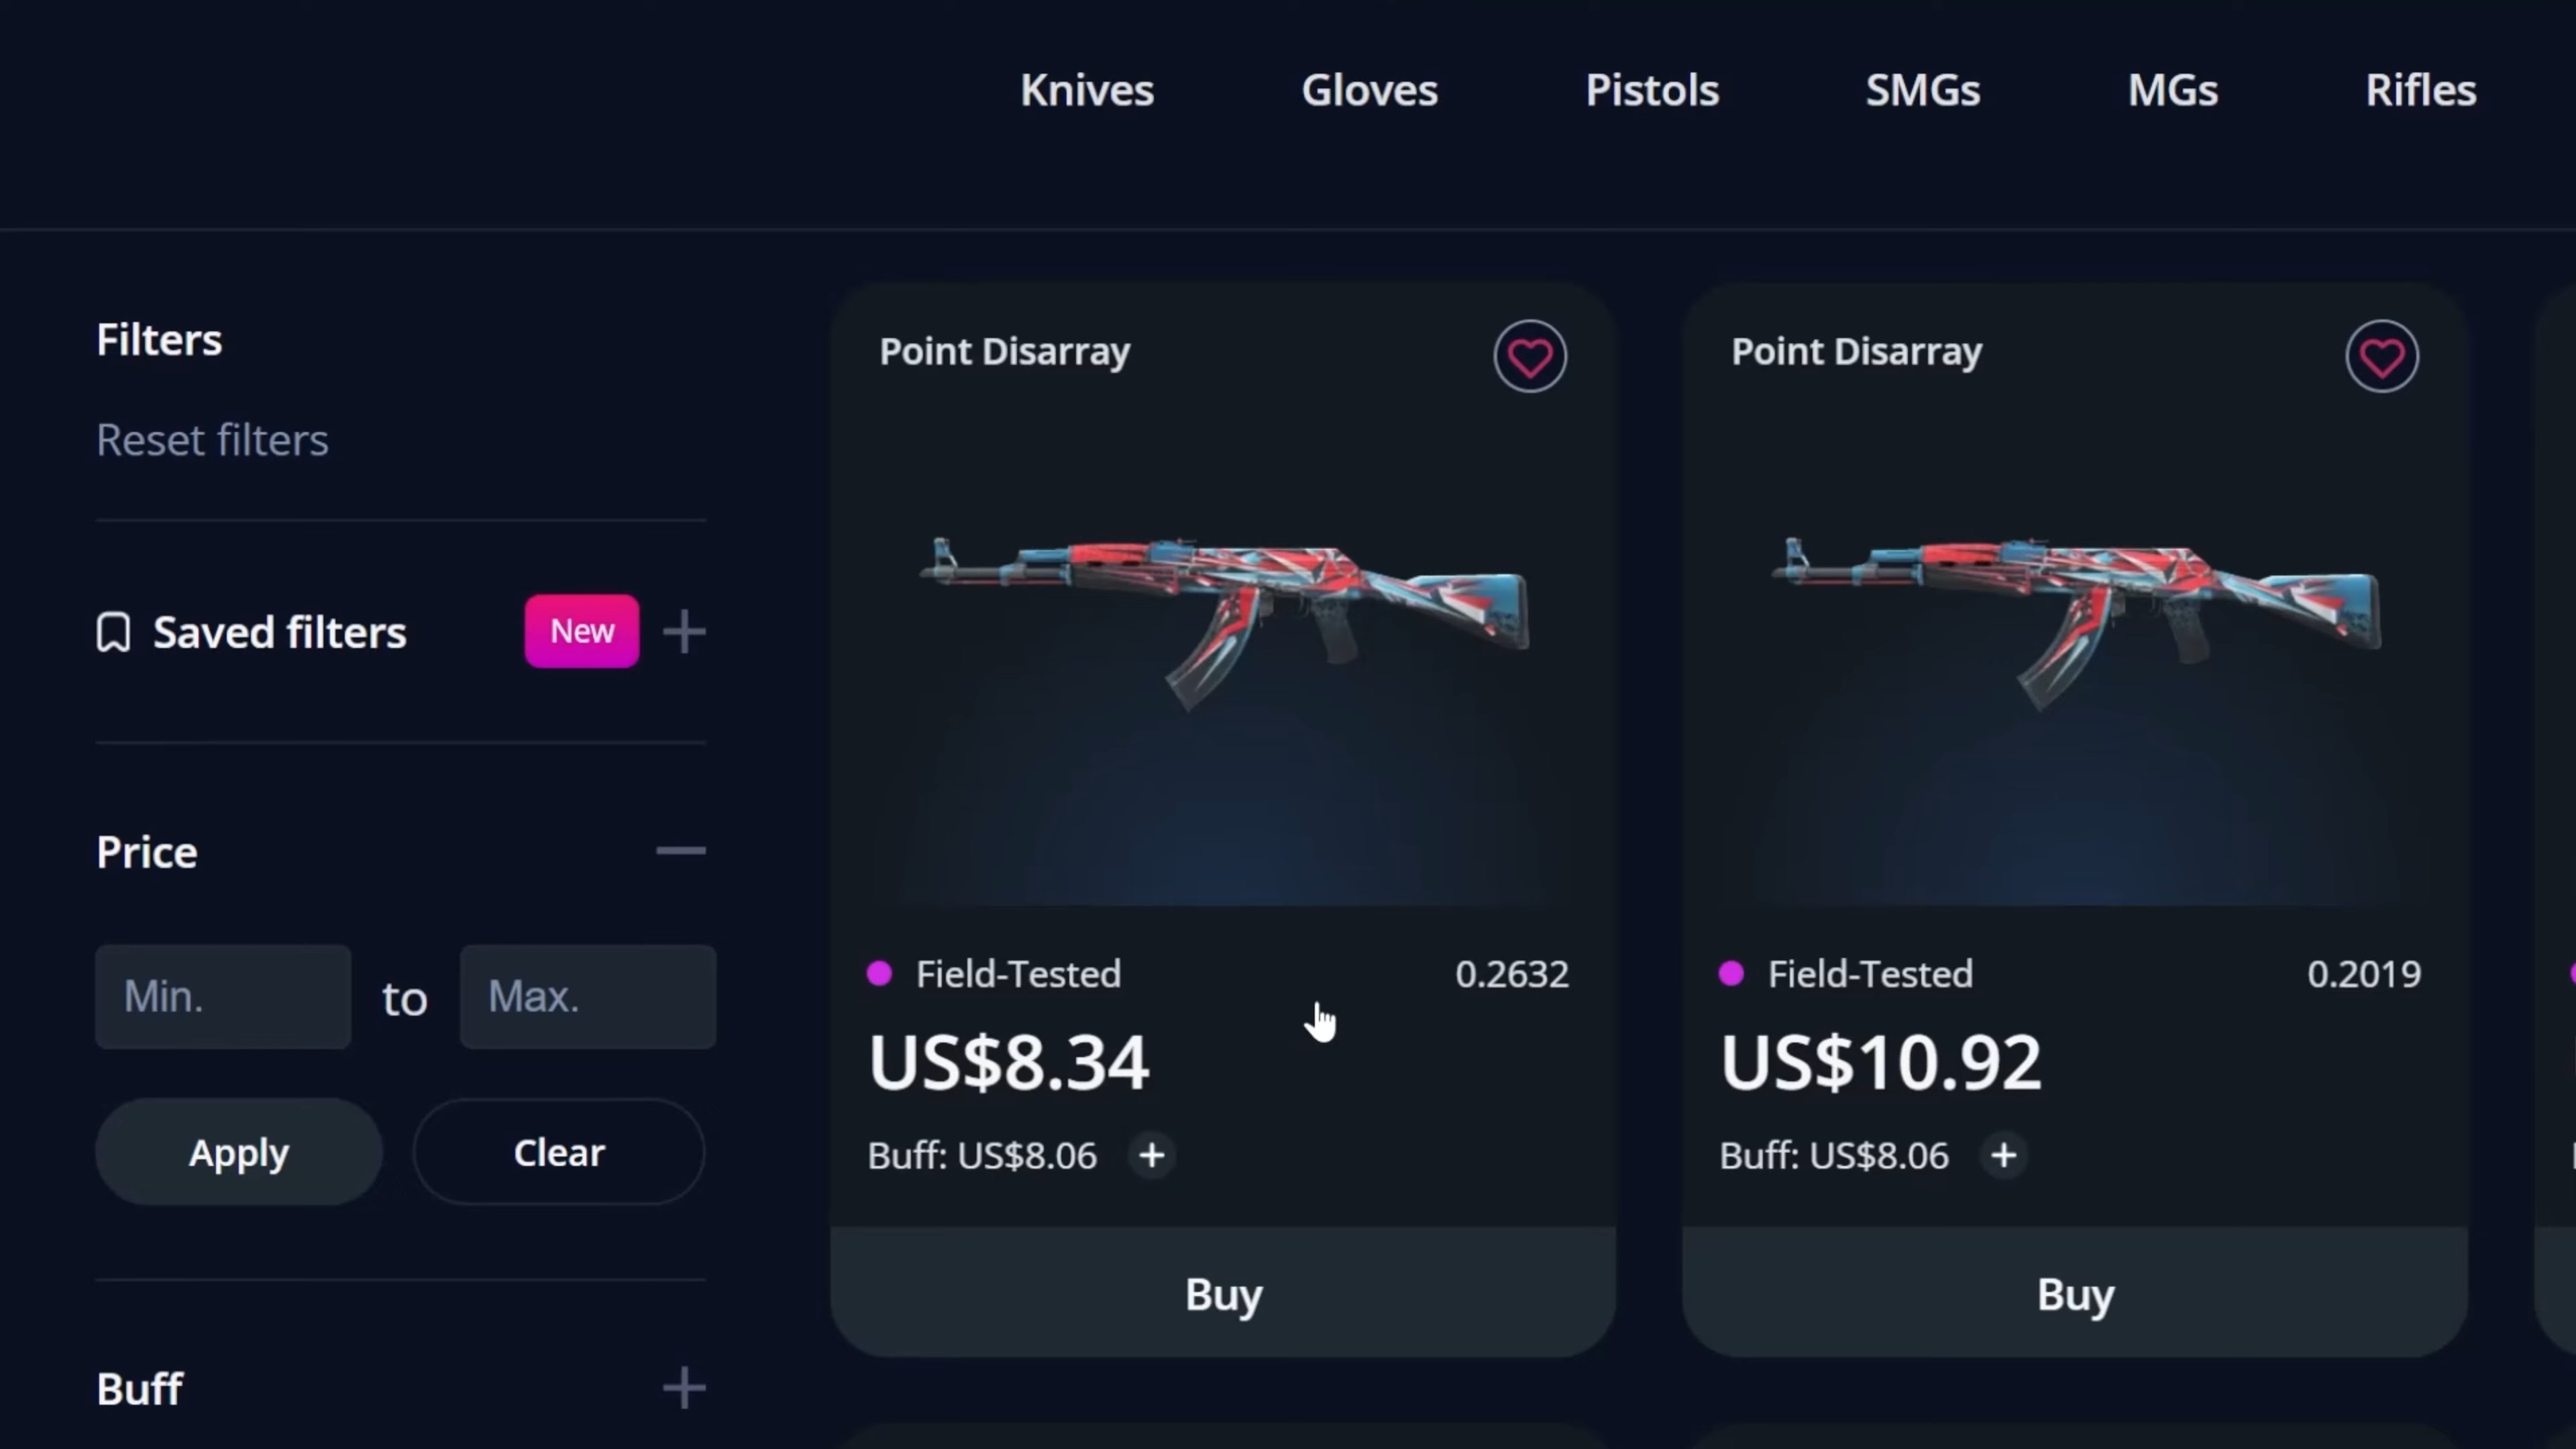 Knives
Gloves
Pistols
SMGs
MGs
Rifles
Filters
Reset filters
Saved filters
New
Price
Min.
to
Max.
Apply
Clear
Buff
Point Disarray
Field-Tested
0.2632
US$8.34
Buff: US$8.06
Buy
Point Disarray
Field-Tested
0.2019
US$10.92
Buff: US$8.06
Buy